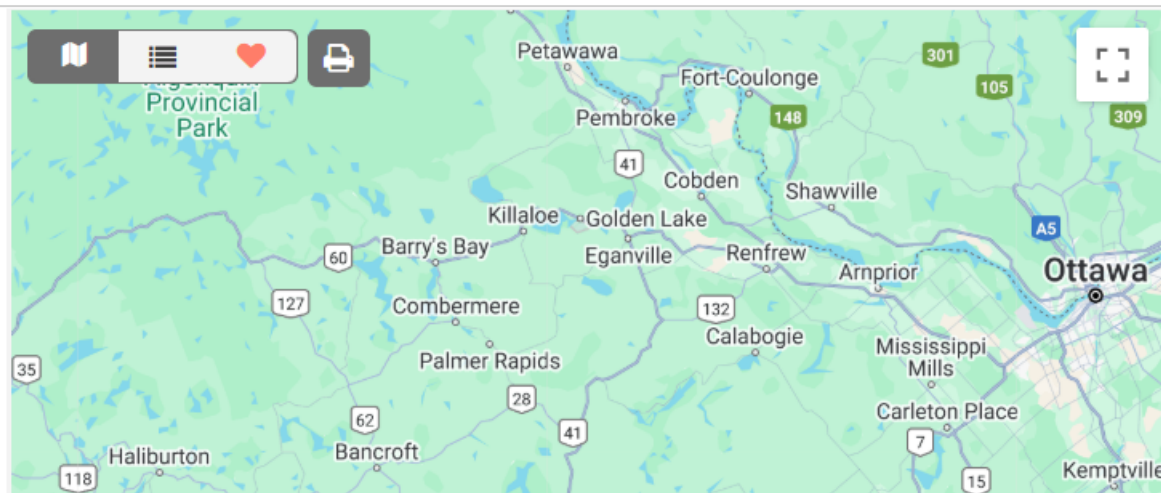 Petawawa
301
Fort-Coulonge
105
Provincial
Park
Pembroke
148
309
41
Cobden
Shawville
Killaloe
Golden Lake
A5
Barry's Bay
60
Eganville
Renfrew
Arnprior
Ottawa
127
Combermere
132
Calabogie
Palmer Rapids
Mississippi
Mills
35
28
Carleton Place
62
41
7
Bancroft
Haliburton
118
15
Kemptville